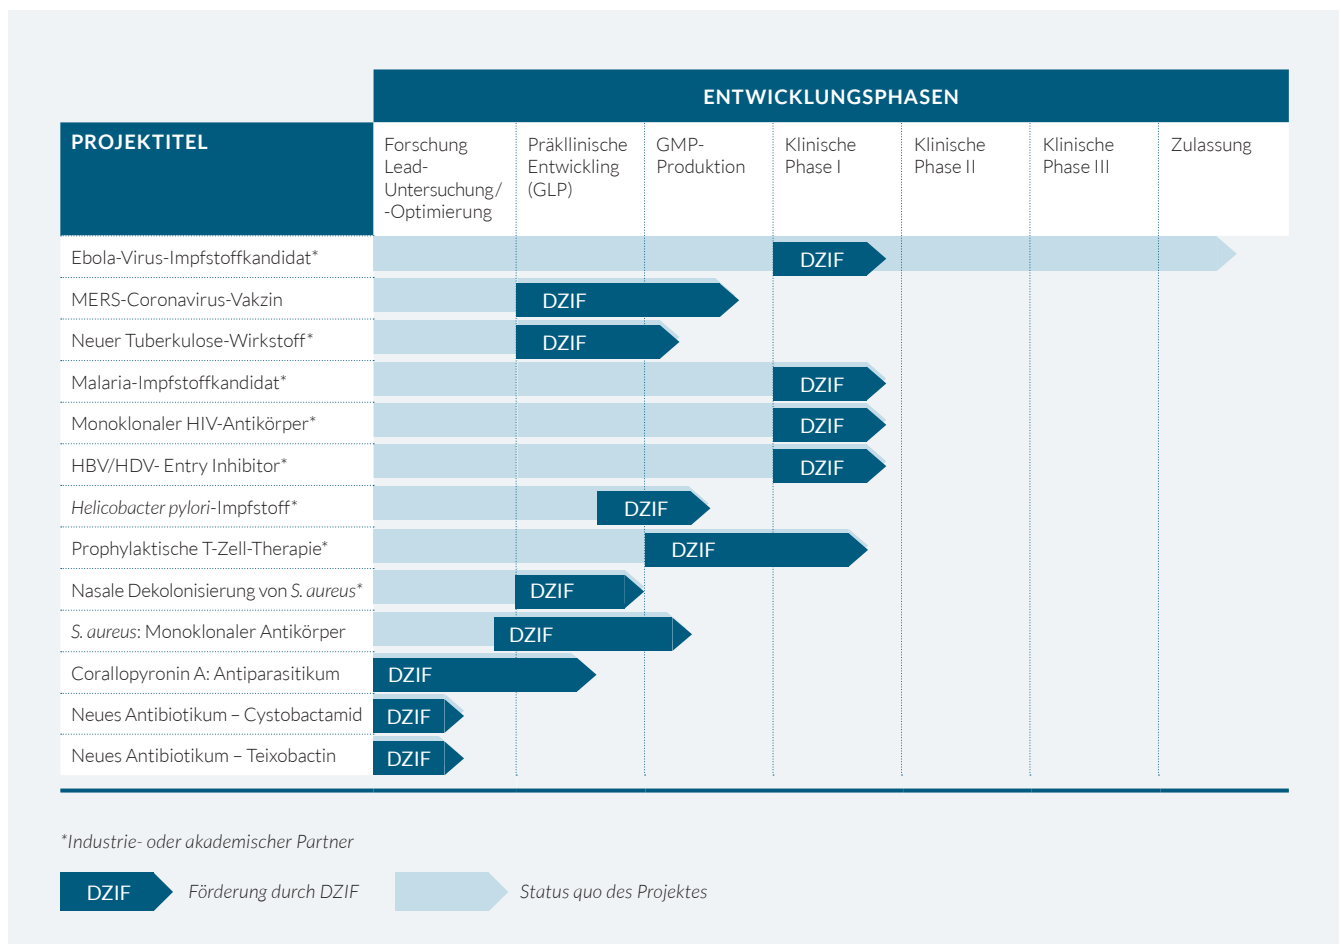 ENTWICKLUNGSPHASEN
PROJEKTITEL
Forschung
Lead-
Untersuchung/
-Optimierung
Präkllinische
Entwickling
(GLP)
GMP-
Produktion
Klinische
Phase I
Klinische
Phase II
Klinische
Phase III
Zulassung
Ebola-Virus-Impfstoffkandidat*
DZIF
MERS-Coronavirus-Vakzin
DZIF
Neuer Tuberkulose-Wirkstoff*
DZIF
Malaria-Impfstoffkandidat*
DZIF
Monoklonaler HIV-Antikörper*
DZIF
HBV/HDV- Entry Inhibitor*
DZIF
Helicobacter pylori-Impfstoff*
DZIF
Prophylaktische T-Zell-Therapie*
DZIF
Nasale Dekolonisierung von S. aureus*
DZIF
S. aureus: Monoklonaler Antikörper
DZIF
Corallopyronin A: Antiparasitikum
DZIF
Neues Antibiotikum – Cystobactamid
DZIF
Neues Antibiotikum – Teixobactin
DZIF
*Industrie- oder akademischer Partner
DZIF Förderung durch DZIF
Status quo des Projektes